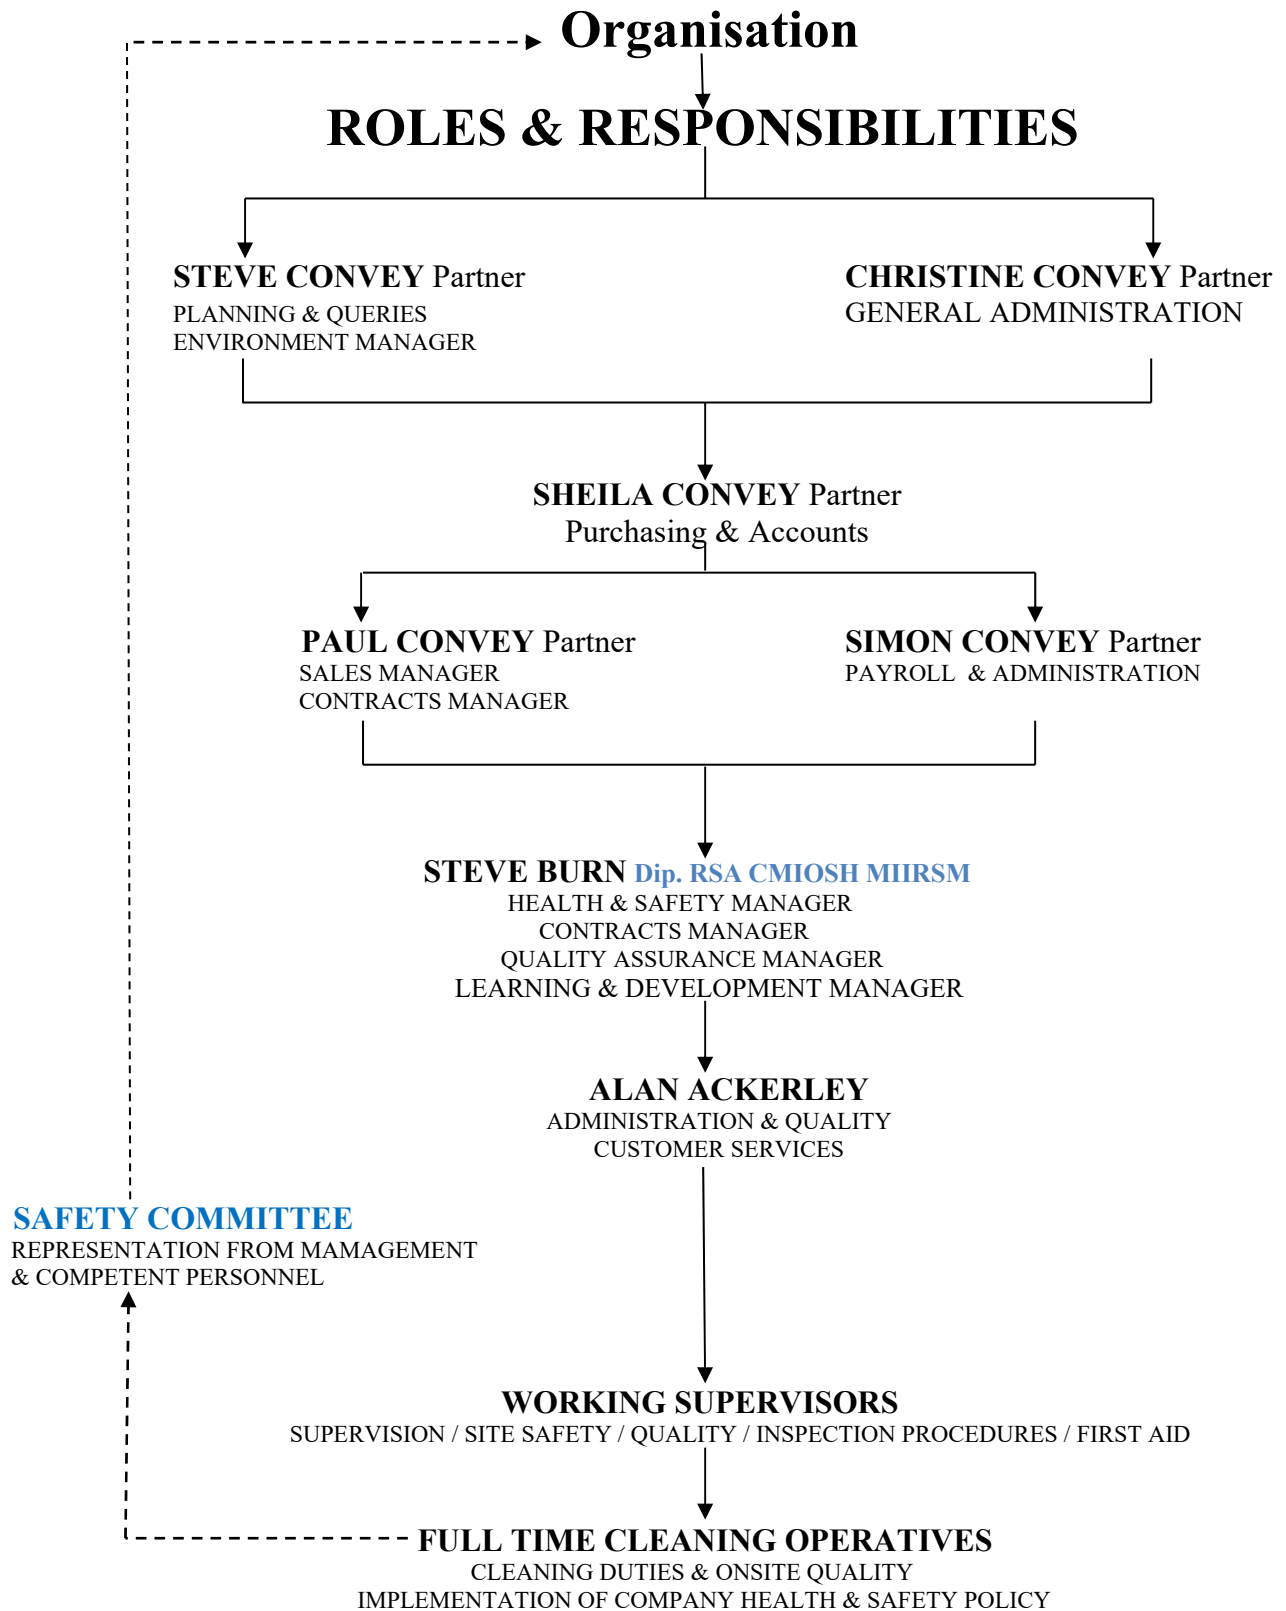 Organisation
ROLES & RESPONSIBILITIES
STEVE CONVEY Partner
PLANNING & QUERIES
ENVIRONMENT MANAGER
CHRISTINE CONVEY Partner
GENERAL ADMINISTRATION
SHEILA CONVEY Partner
Purchasing & Accounts
PAUL CONVEY Partner
SALES MANAGER
CONTRACTS MANAGER
SIMON CONVEY Partner
PAYROLL & ADMINISTRATION
STEVE BURN Dip. RSA CMIOSH MIIRSM
HEALTH & SAFETY MANAGER
CONTRACTS MANAGER
QUALITY ASSURANCE MANAGER
LEARNING & DEVELOPMENT MANAGER
ALAN ACKERLEY
ADMINISTRATION & QUALITY
CUSTOMER SERVICES
SAFETY COMMITTEE
REPRESENTATION FROM MAMAGEMENT
& COMPETENT PERSONNEL
WORKING SUPERVISORS
SUPERVISION / SITE SAFETY / QUALITY / INSPECTION PROCEDURES / FIRST AID
FULL TIME CLEANING OPERATIVES
CLEANING DUTIES & ONSITE QUALITY
IMPLEMENTATION OF COMPANY HEALTH & SAFETY POLICY